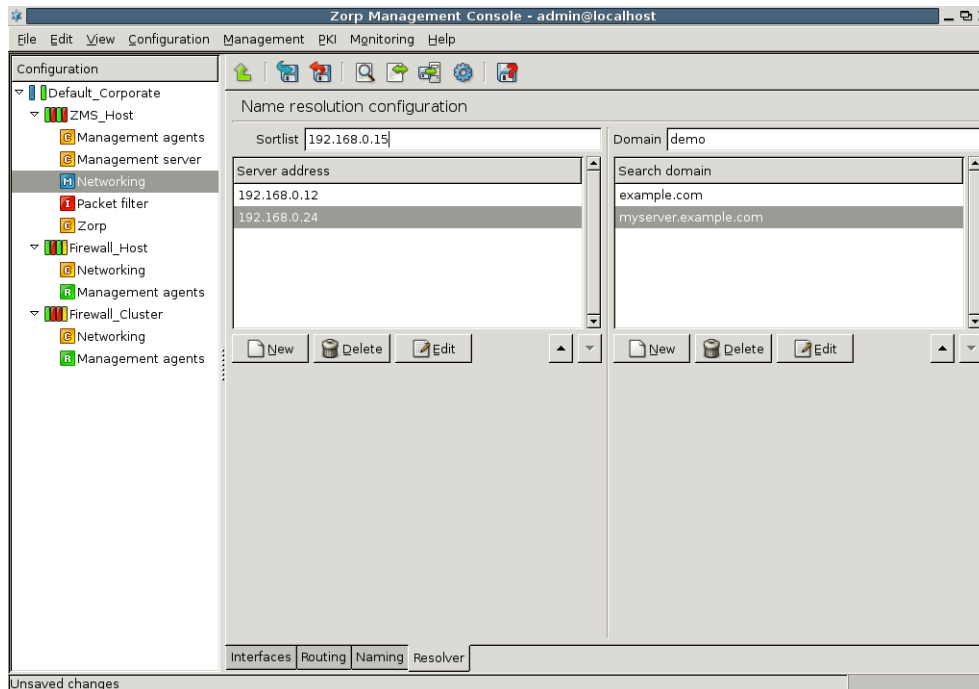 Zorp Management Console - admin@localhost
File Edit View Configuration Management PKI Monitoring Help
Configuration
Default_Corporate
ZMS_Host
Management agents
Management server
Networking
Packet filter
Zorp
Firewall_Host
Networking
Management agents
Firewall_Cluster
Networking
Management agents
Name resolution configuration
Sortlist 192.168.0.15
Server address
192.168.0.12
192.168.0.24
New Delete Edit
Domain demo
Search domain
example.com
myserver.example.com
New Delete Edit
Interfaces Routing Naming Resolver
Unsaved changes